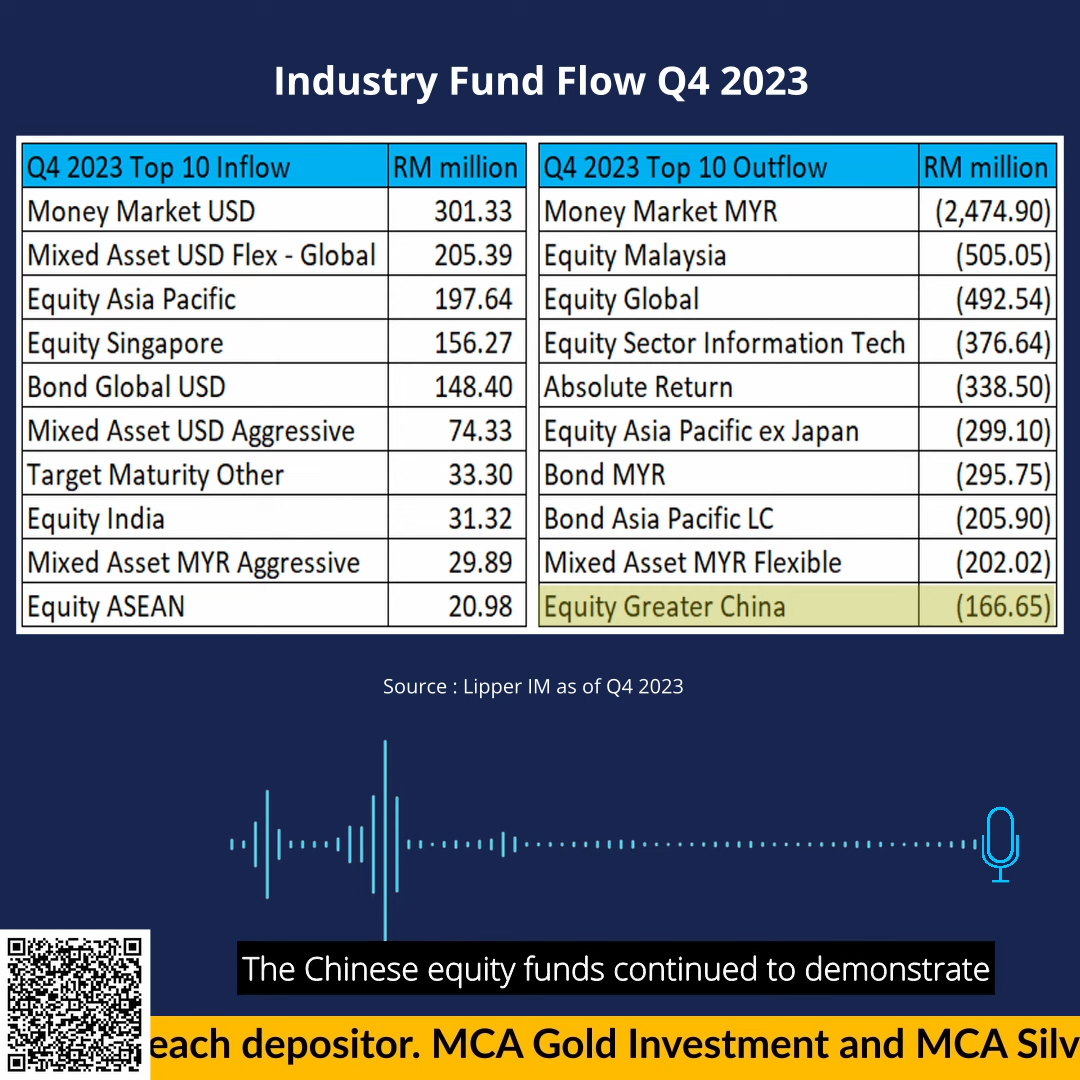 Industry Fund Flow Q4 2023
Q4 2023 Top 10 Inflow RM million
Money Market USD 301.33
Mixed Asset USD Flex - Global 205.39
Equity Asia Pacific 197.64
Equity Singapore 156.27
Bond Global USD 148.40
Mixed Asset USD Aggressive 74.33
Target Maturity Other 33.30
Equity India 31.32
Mixed Asset MYR Aggressive 29.89
Equity ASEAN 20.98
Q4 2023 Top 10 Outflow RM million
Money Market MYR (2,474.90)
Equity Malaysia (505.05)
Equity Global (492.54)
Equity Sector Information Tech (376.64)
Absolute Return (338.50)
Equity Asia Pacific ex Japan (299.10)
Bond MYR (295.75)
Bond Asia Pacific LC (205.90)
Mixed Asset MYR Flexible (202.02)
Equity Greater China (166.65)
Source : Lipper IM as of Q4 2023
The Chinese equity funds continued to demonstrate
each depositor. MCA Gold Investment and MCA Silv